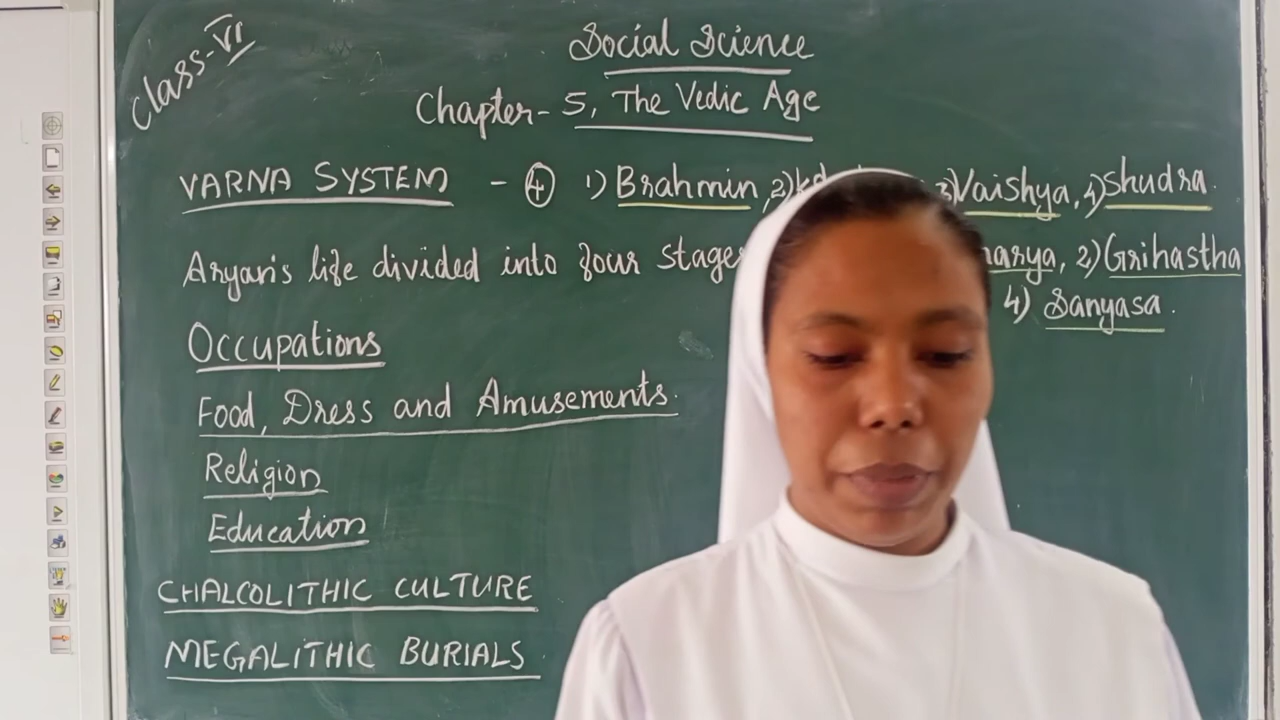 Class-VI
Social Science
Chapter- 5, The Vedic Age
VARNA SYSTEM - 4 1) Brahmin, 2) 3) Vaishya, 4) Shudra.
Aryan's life divided into four stages 2) Grihastha
4) Sanyasa.
Occupations
Food, Dress and Amusements.
Religion
Education
CHALCOLITHIC CULTURE
MEGALITHIC BURIALS.